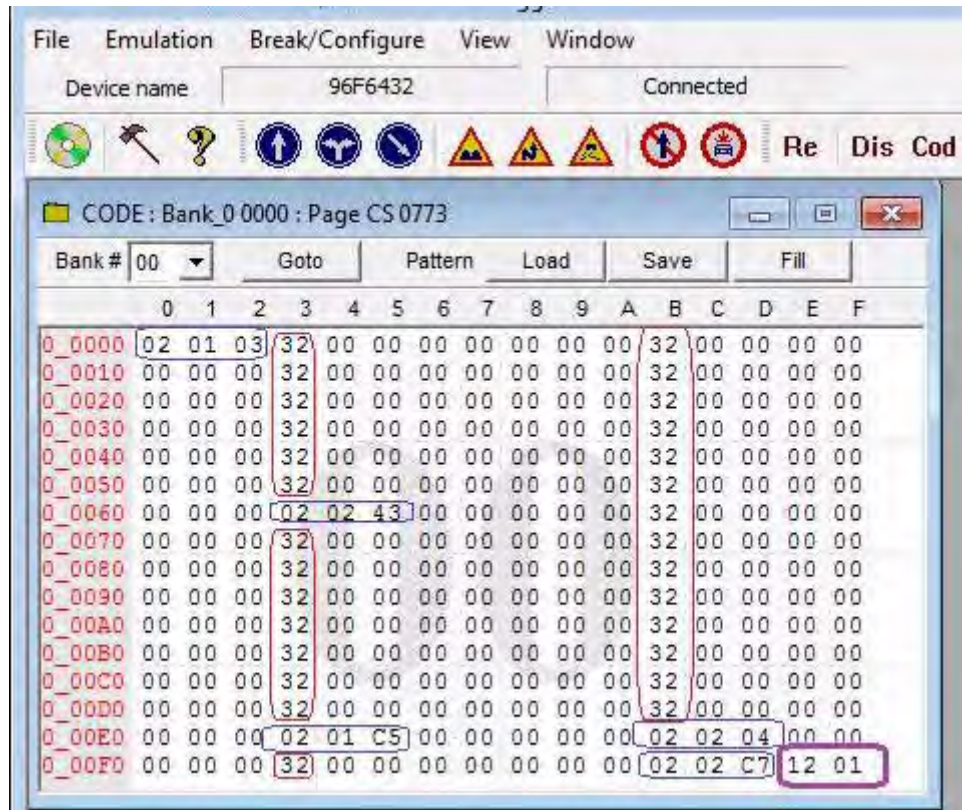 File Emulation Break/Configure View Window
Device name 96F6432 Connected
Re Dis Cod
CODE : Bank_0 0000 : Page CS 0773
Bank # 00 Goto Pattern Load Save Fill
0 1 2 3 4 5 6 7 8 9 A B C D E F
0_0000 02 01 03 32 00 00 00 00 00 00 00 32 00 00 00 00
0_0010 00 00 00 32 00 00 00 00 00 00 00 32 00 00 00 00
0_0020 00 00 00 32 00 00 00 00 00 00 00 32 00 00 00 00
0_0030 00 00 00 32 00 00 00 00 00 00 00 32 00 00 00 00
0_0040 00 00 00 32 00 00 00 00 00 00 00 32 00 00 00 00
0_0050 00 00 00 32 00 00 00 00 00 00 00 32 00 00 00 00
0_0060 00 00 00 02 02 43 00 00 00 00 00 32 00 00 00 00
0_0070 00 00 00 32 00 00 00 00 00 00 00 32 00 00 00 00
0_0080 00 00 00 32 00 00 00 00 00 00 00 32 00 00 00 00
0_0090 00 00 00 32 00 00 00 00 00 00 00 32 00 00 00 00
0_00A0 00 00 00 32 00 00 00 00 00 00 00 32 00 00 00 00
0_00B0 00 00 00 32 00 00 00 00 00 00 00 32 00 00 00 00
0_00C0 00 00 00 32 00 00 00 00 00 00 00 32 00 00 00 00
0_00D0 00 00 00 32 00 00 00 00 00 00 00 32 00 00 00 00
0_00E0 00 00 00 02 01 C5 00 00 00 00 00 02 02 04 00 00
0_00F0 00 00 00 32 00 00 00 00 00 00 00 02 02 C7 12 01